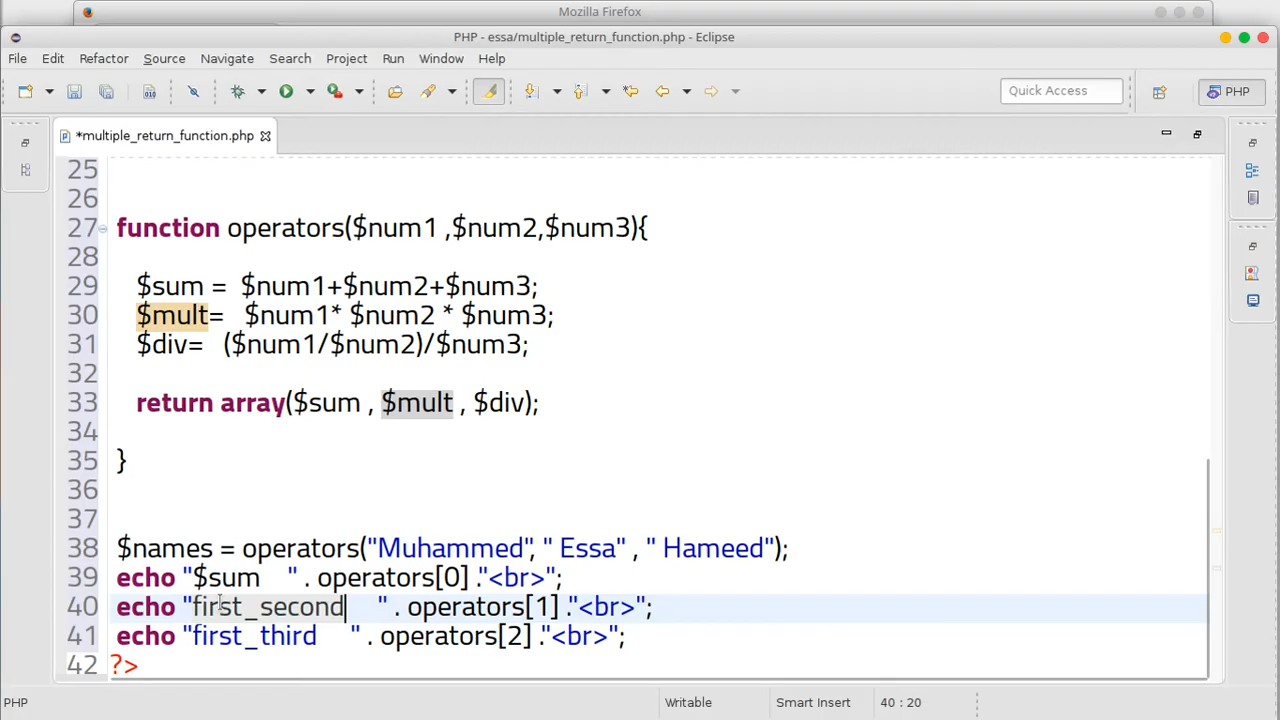 Mozilla Firefox
PHP - essa/multiple_return_function.php - Eclipse
File Edit Refactor Source Navigate Search Project Run Window Help
010 Quick Access PHP
*multiple_return_function.php
25
26
27 function operators($num1 ,$num2,$num3){
28
29 $sum = $num1+$num2+$num3;
30 $mult= $num1* $num2 * $num3;
31 $div= ($num1/$num2)/$num3;
32
33 return array($sum , $mult , $div);
34
35 }
36
37
38 $names = operators("Muhammed", " Essa" , " Hameed");
39 echo "$sum " . operators[0] ."<br>";
40 echo "first_second " . operators[1] ."<br>";
41 echo "first_third " . operators[2] ."<br>";
42 ?>
PHP Writable Smart Insert 40 : 20